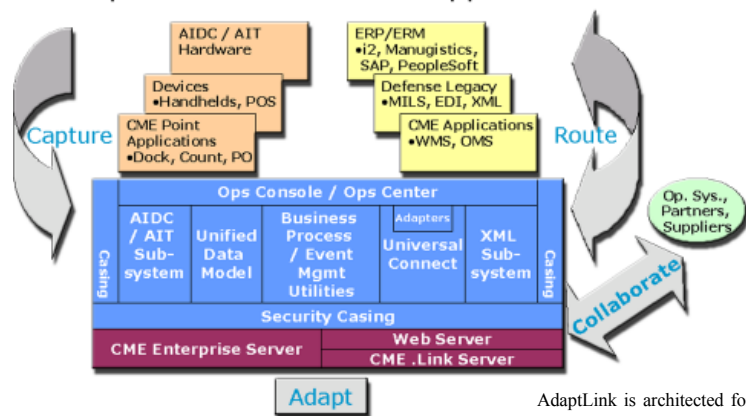 AIDC / AIT
Hardware
Devices
•Handhelds, POS
CME Point
Applications
•Dock, Count, PO
ERP/ERM
•i2, Manugistics,
SAP, PeopleSoft
Defense Legacy
•MILS, EDI, XML
CME Applications
•WMS, OMS
Capture
Route
Op. Sys.,
Partners,
Suppliers
Collaborate
Ops Console / Ops Center
Casing
AIDC
/ AIT
Sub-
system
Unified
Data
Model
Business
Process
/ Event
Mgmt
Utilities
Adapters
Universal
Connect
XML
Sub-
system
Casing
Security Casing
CME Enterprise Server
Web Server
CME .Link Server
Adapt
AdaptLink is architected fo